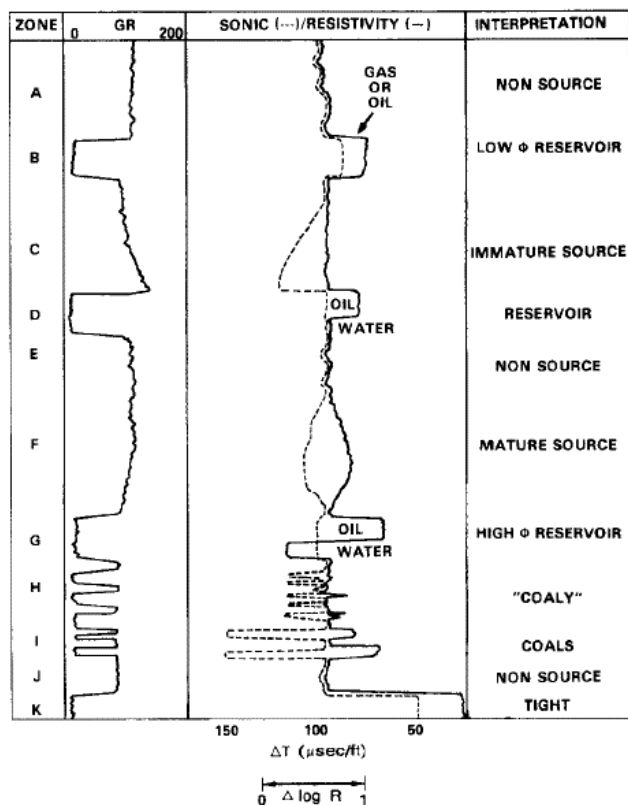 ZONE GR SONIC (---)/RESISTIVITY (—) INTERPRETATION
0 200
GAS
OR
OIL
A NON SOURCE
B LOW Φ RESERVOIR
C IMMATURE SOURCE
D OIL RESERVOIR
WATER
E NON SOURCE
F MATURE SOURCE
G OIL HIGH Φ RESERVOIR
WATER
H "COALY"
I COALS
J NON SOURCE
K TIGHT
150 100 50
ΔT (μsec/ft)
0 Δ log R 1